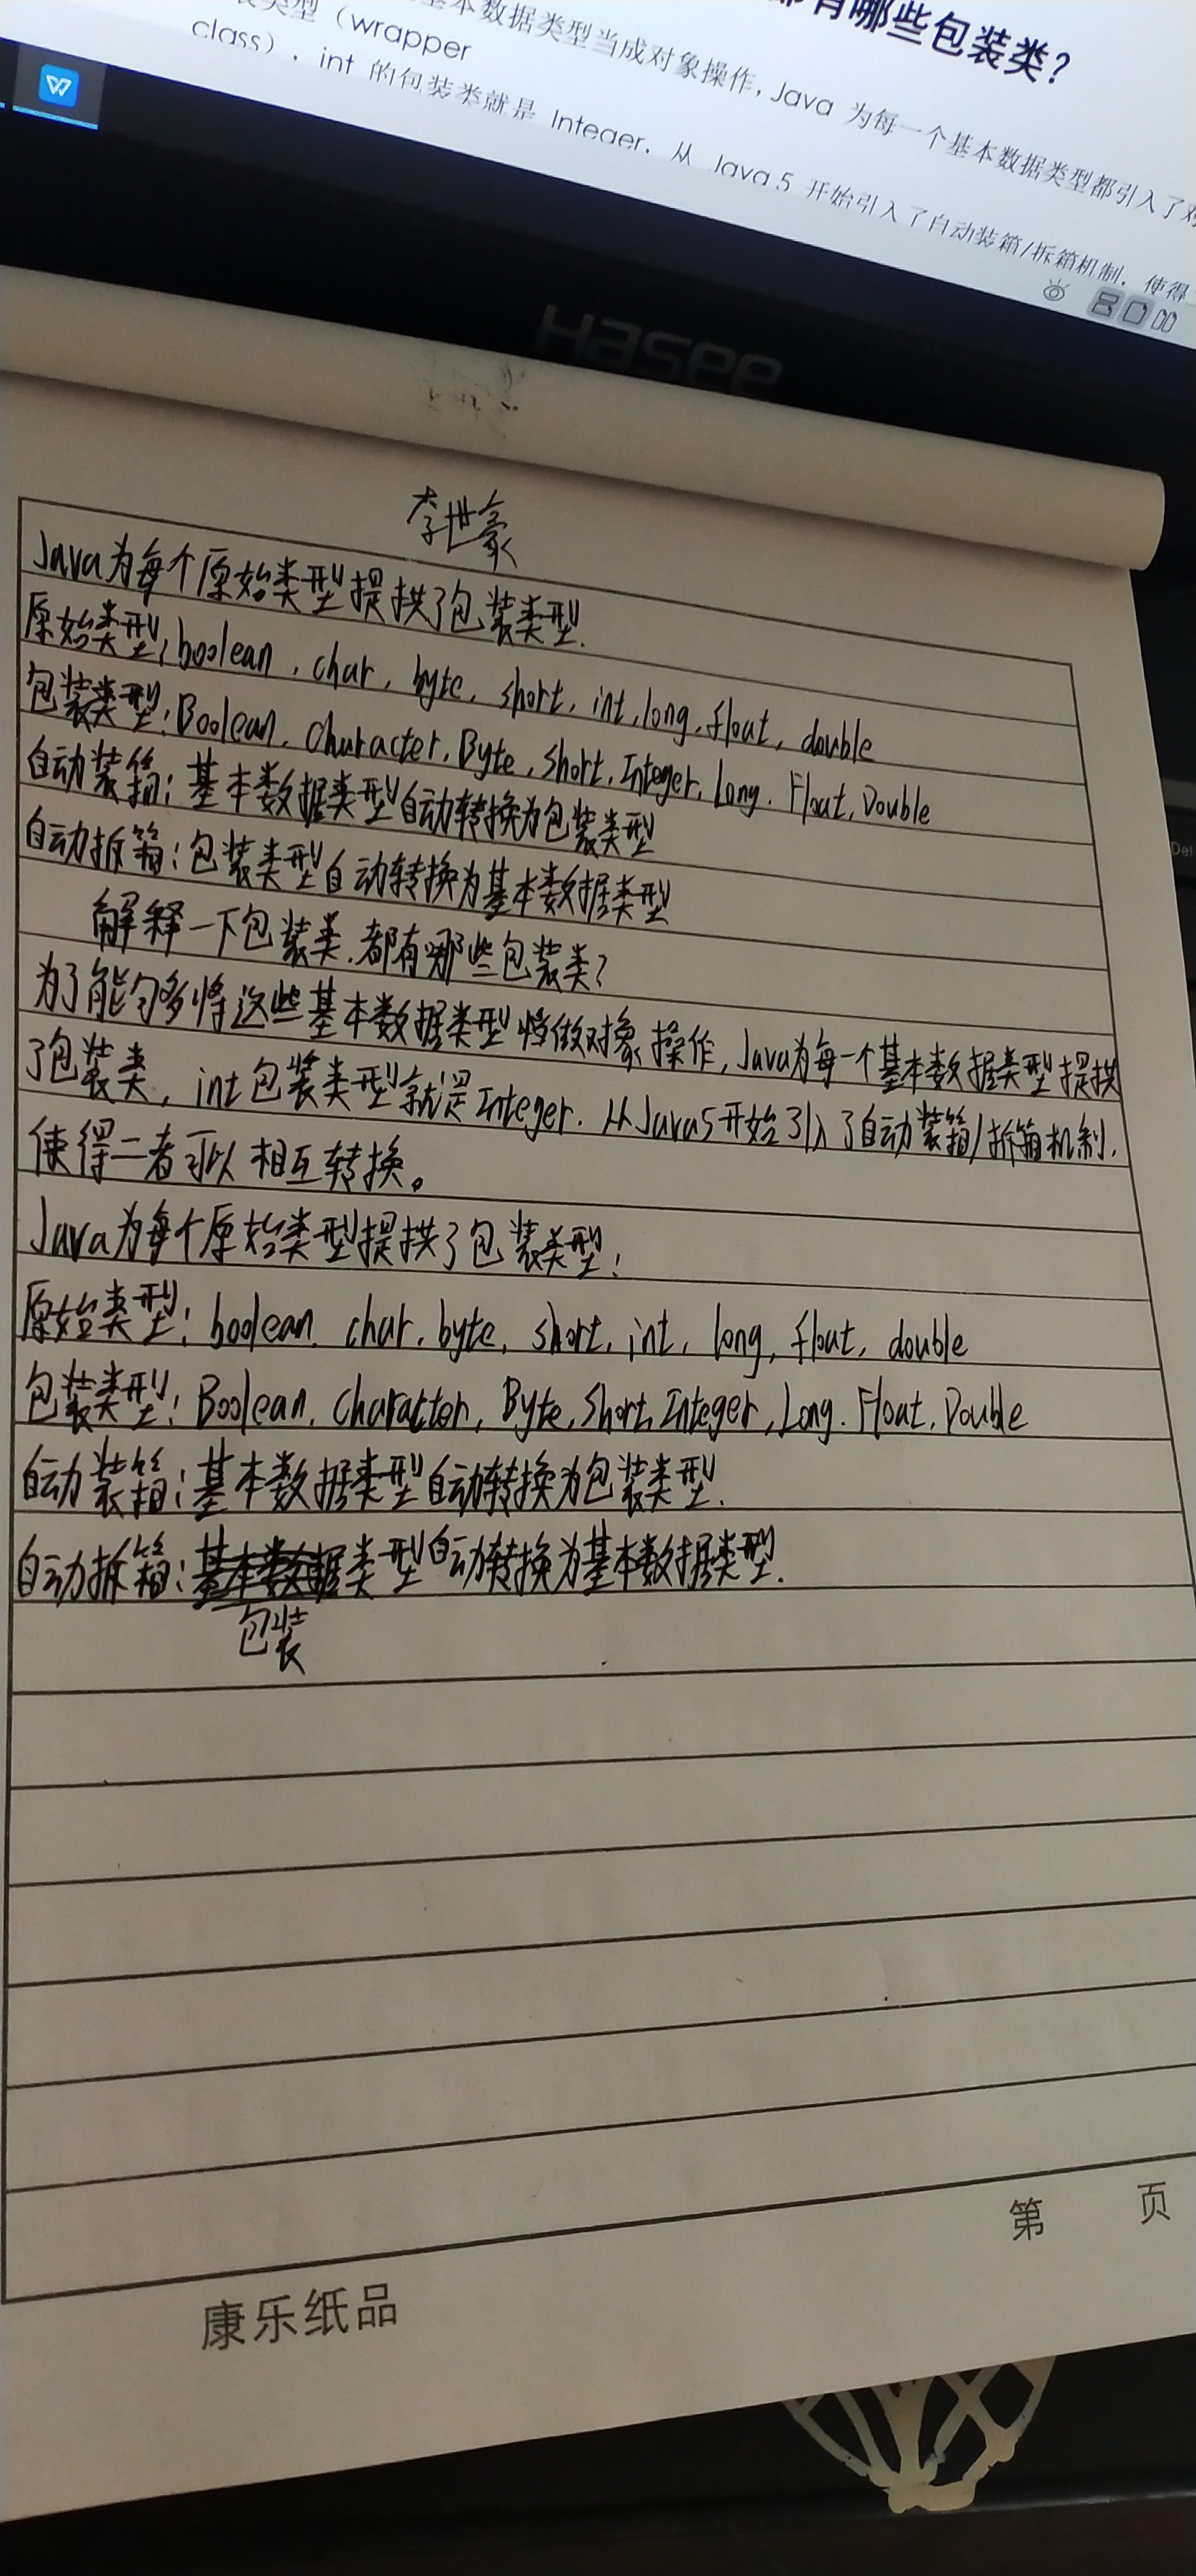 都有哪些包装类?
装类型（wrapper
基本数据类型当成对象操作, Java 为每一个基本数据类型都引入了对
class），int 的包装类就是 Integer，从 Java 5 开始引入了自动装箱/拆箱机制，使得
Hasee
Del
李世豪
Java为每个原始类型提拱了包装类型.
原始类型:boolean, char, byte, short, int, long, float, double
包装类型:Boolean, Character, Byte, Short, Integer, Long, Float, Double
自动装箱:基本数据类型自动转换为包装类型
自动拆箱:包装类型自动转换为基本数据类型
解释一下包装类,都有哪些包装类?
为了能够将这些基本数据类型当做对象操作,Java为每一个基本数据类型提拱
了包装类, int包装类型就是Integer. 从Java5开始引入了自动装箱/拆箱机制,
使得二者可以相互转换。
Java为每个原始类型提拱了包装类型:
原始类型: boolean, char, byte, short, int, long, float, double
包装类型: Boolean, Character, Byte, Short, Integer, Long, Float, Double
自动装箱:基本数据类型自动转换为包装类型.
自动拆箱:基本数据类型自动转换为基本数据类型.
包装
第 页
康乐纸品